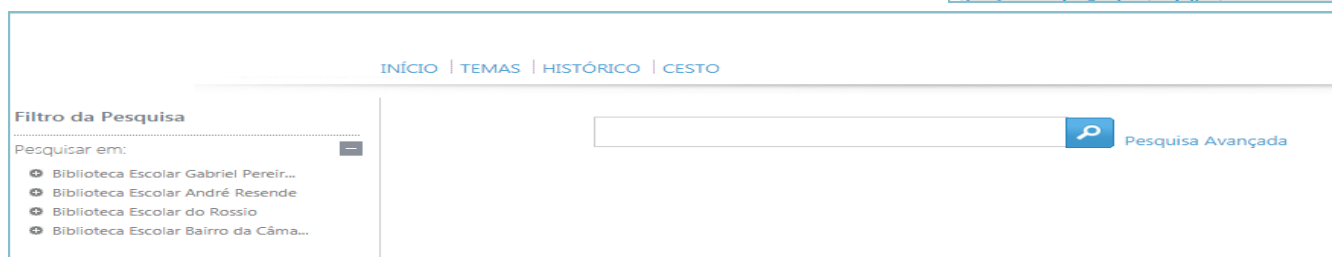 INÍCIO | TEMAS | HISTÓRICO | CESTO
Filtro da Pesquisa
Pesquisar em:
Biblioteca Escolar Gabriel Pereir...
Biblioteca Escolar André Resende
Biblioteca Escolar do Rossio
Biblioteca Escolar Bairro da Câma...
Pesquisa Avançada